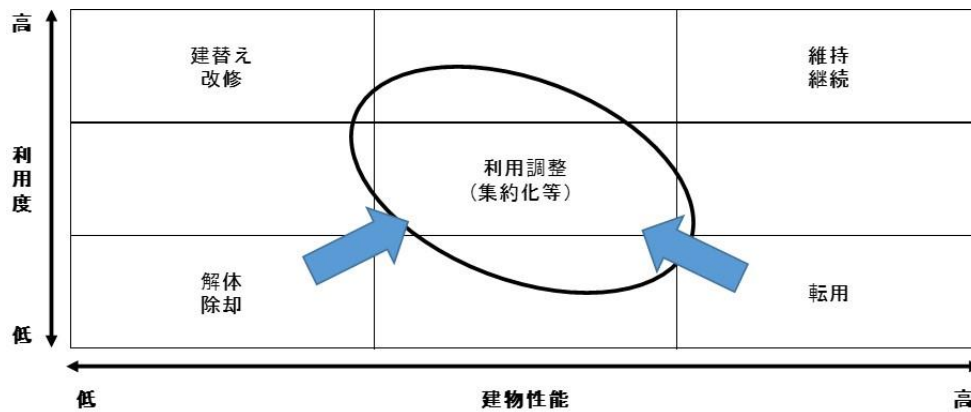 高
建替え
改修
維持
継続
利用度
利用調整
（集約化等）
解体
除却
転用
低
低
建物性能
高